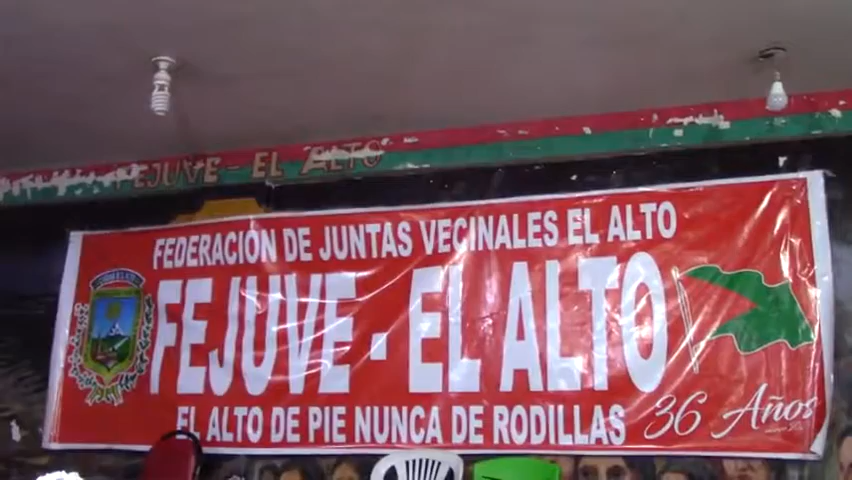 FEJUVE - EL ALTO
FEDERACIÓN DE JUNTAS VECINALES EL ALTO
FEJUVE - EL ALTO
EL ALTO DE PIE NUNCA DE RODILLAS
36 Años